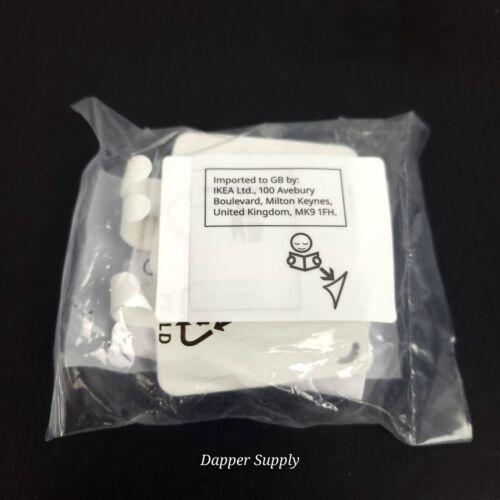 Imported to GB by:
IKEA Ltd., 100 Avebury
Boulevard, Milton Keynes,
United Kingdom, MK9 1FH.
Dapper Supply